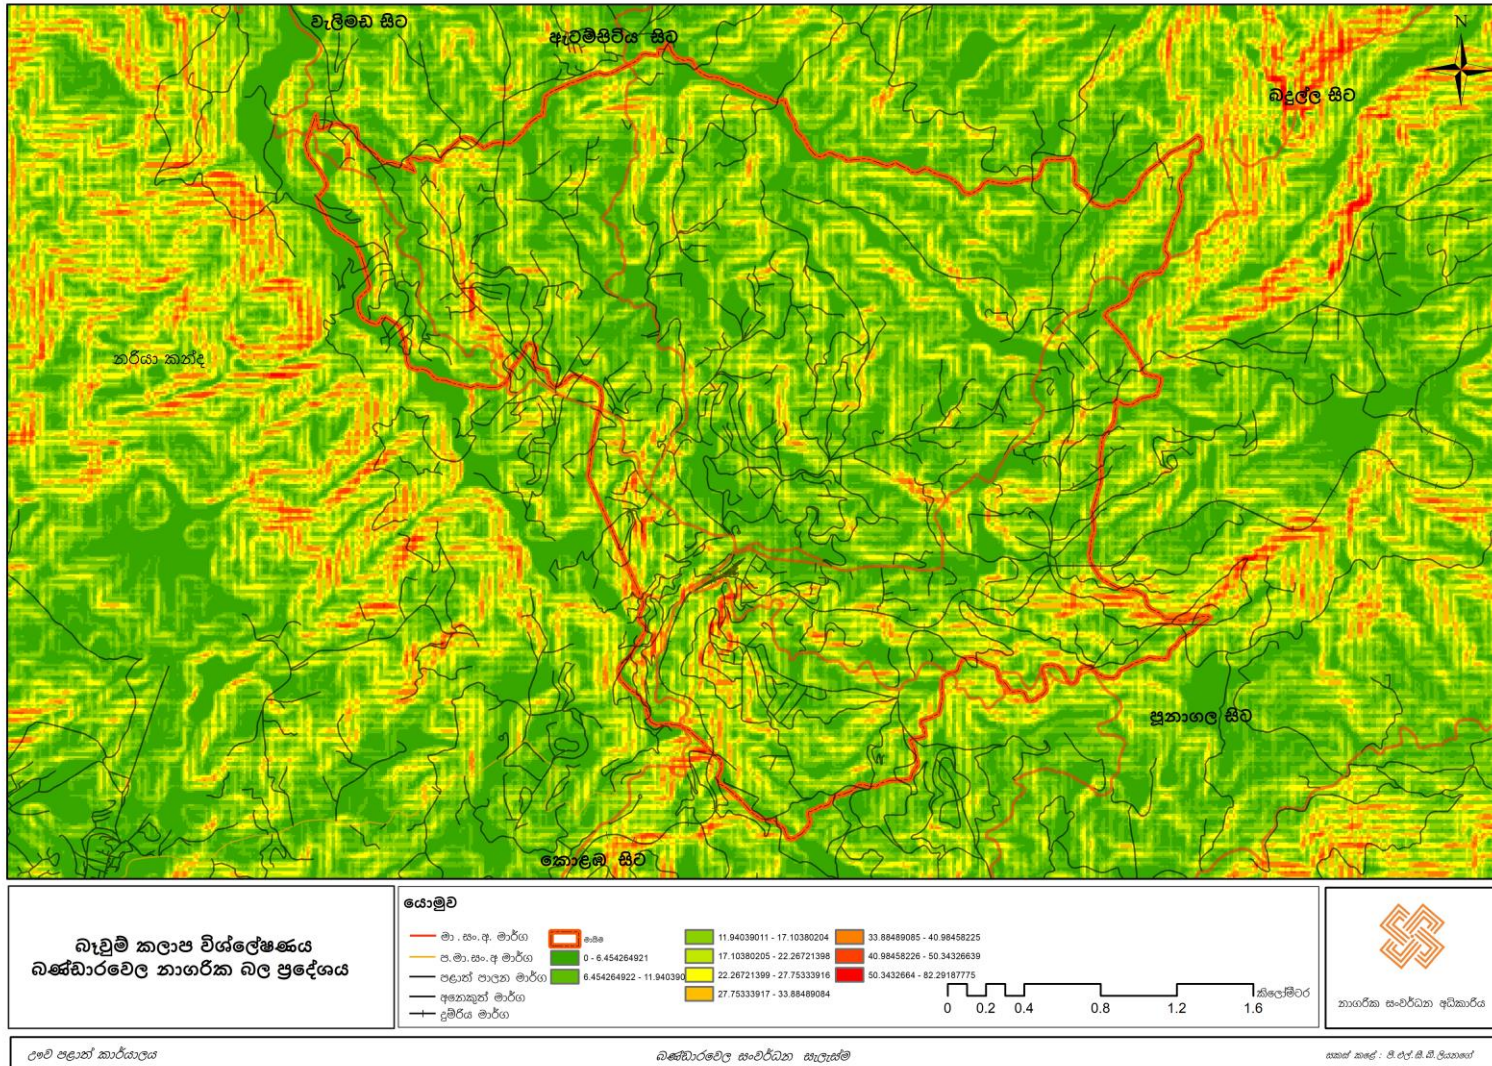 වැලිමඩ සිට
ඇටම්පිටිය සිට
N
බදුල්ල සිට
නරියා කන්ද
පූනාගල සිට
කොළඹ සිට
බෑවුම් කලාප විශ්ලේෂණය
බණ්ඩාරවෙල නාගරික බල ප්‍රදේශය
යොමුව
මා.සං.අ. මාර්ග
ප.මා.සං.අ මාර්ග
පළාත් පාලන මාර්ග
අනෙකුත් මාර්ග
දුම්රිය මාර්ග
මායිම
0 - 6.454264921
6.454264922 - 11.940390
11.94039011 - 17.10380204
17.10380205 - 22.26721398
22.26721399 - 27.75333916
27.75333917 - 33.88489084
33.88489085 - 40.98458225
40.98458226 - 50.34326639
50.3432664 - 82.29187775
කිලෝමීටර
0 0.2 0.4 0.8 1.2 1.6
නාගරික සංවර්ධන අධිකාරිය
ඌව පළාත් කාර්යාලය
බණ්ඩාරවෙල සංවර්ධන සැලැස්ම
සකස් කළේ : පී.එල්.සී.බී.ලියනගේ